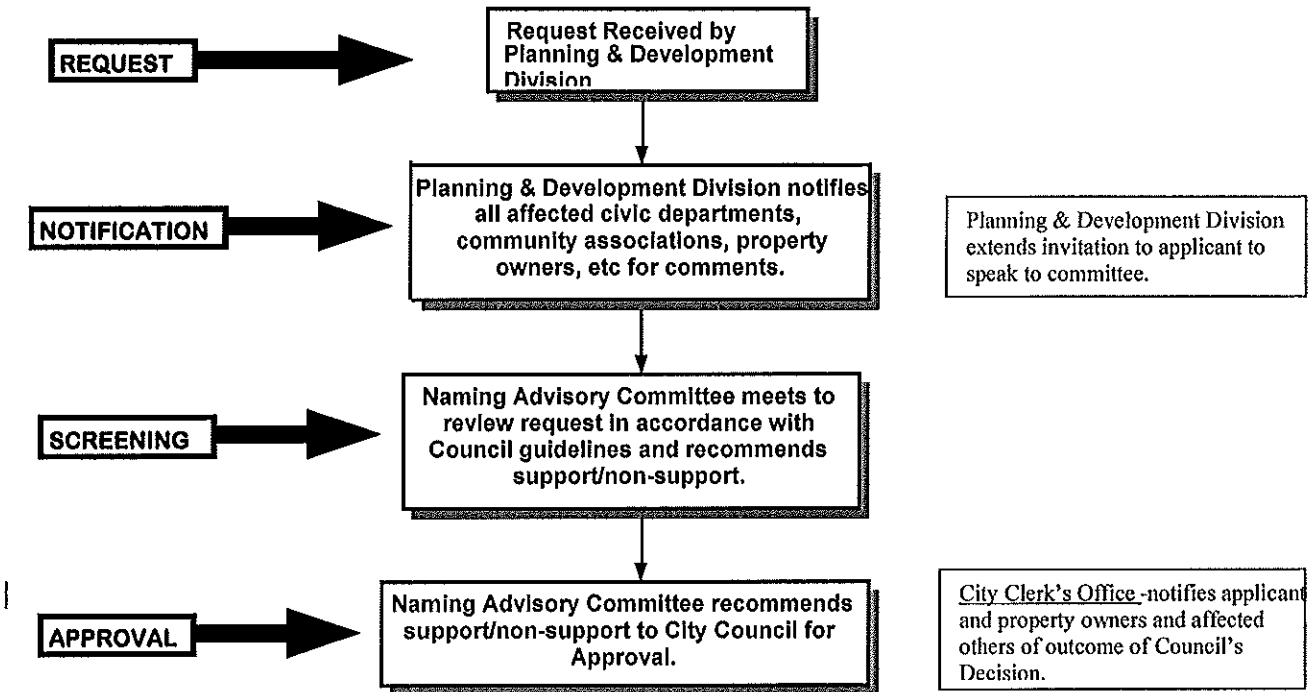 REQUEST
Request Received by
Planning & Development
Division
NOTIFICATION
Planning & Development Division notifies
all affected civic departments,
community associations, property
owners, etc for comments.
Planning & Development Division
extends invitation to applicant to
speak to committee.
SCREENING
Naming Advisory Committee meets to
review request in accordance with
Council guidelines and recommends
support/non-support.
APPROVAL
Naming Advisory Committee recommends
support/non-support to City Council for
Approval.
City Clerk's Office -notifies applicant
and property owners and affected
others of outcome of Council's
Decision.